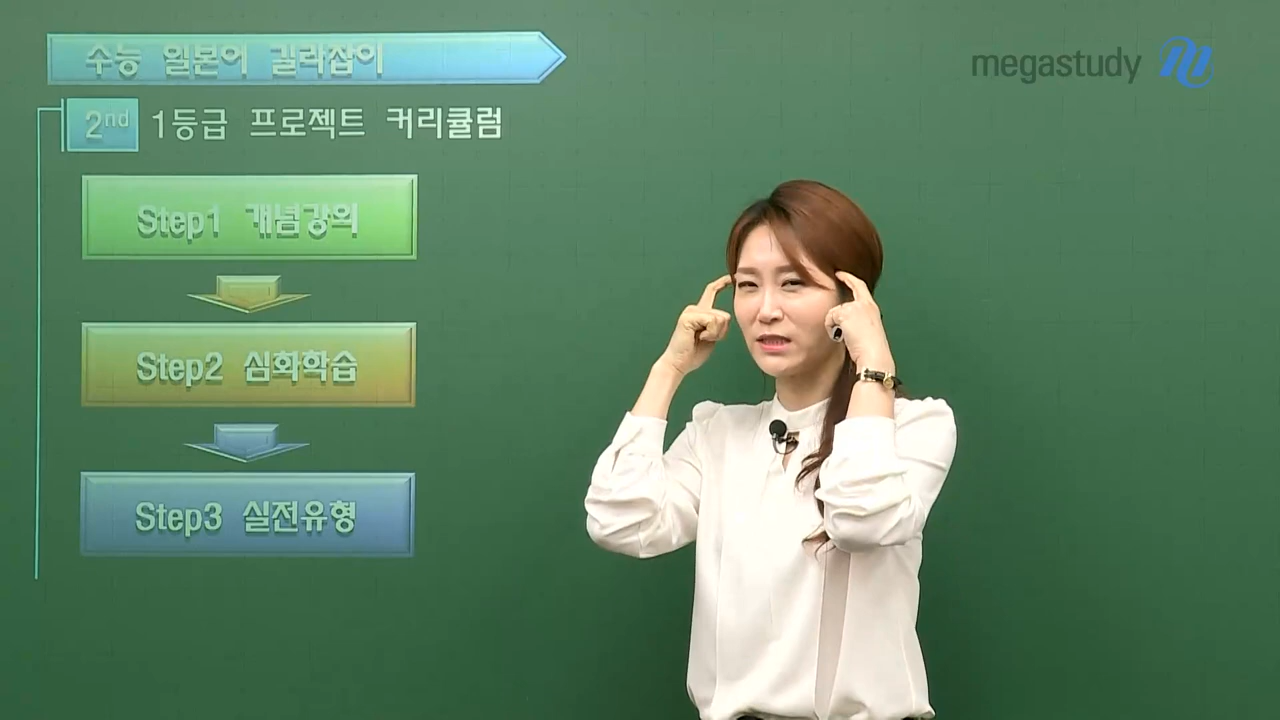 수능 일본어 길라잡이
megastudy
2nd 1등급 프로젝트 커리큘럼
Step1 개념강의
Step2 심화학습
Step3 실전유형